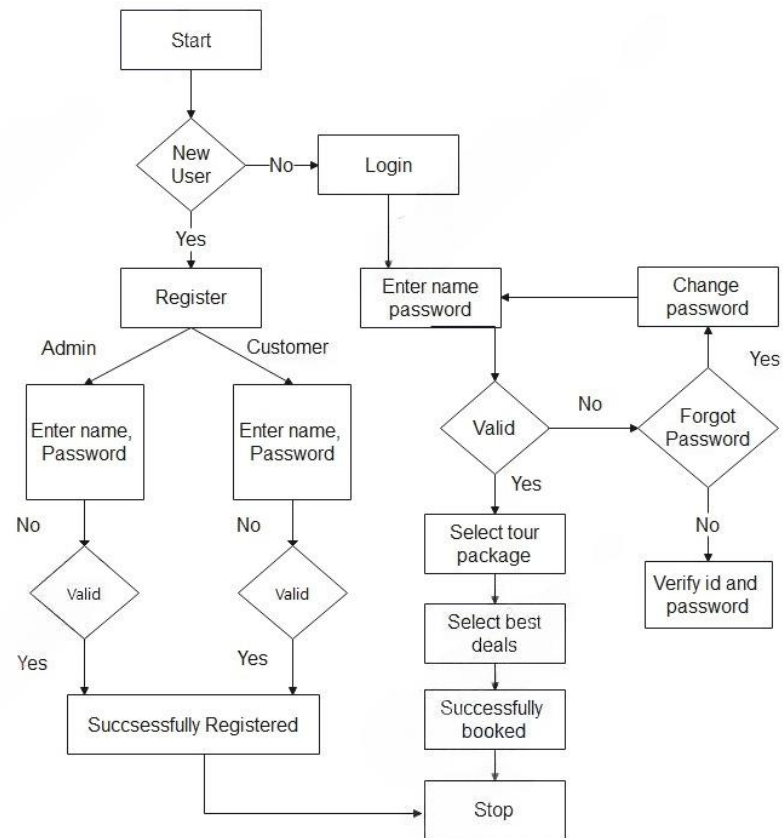 Start
New
User
No
Login
Yes
Register
Enter name
password
Change
password
Admin
Customer
Yes
Enter name,
Password
Enter name,
Password
Valid
No
Forgot
Password
Yes
No
No
No
Select tour
package
Valid
Valid
Verify id and
password
Select best
deals
Yes
Yes
Succsessfully Registered
Successfully
booked
Stop